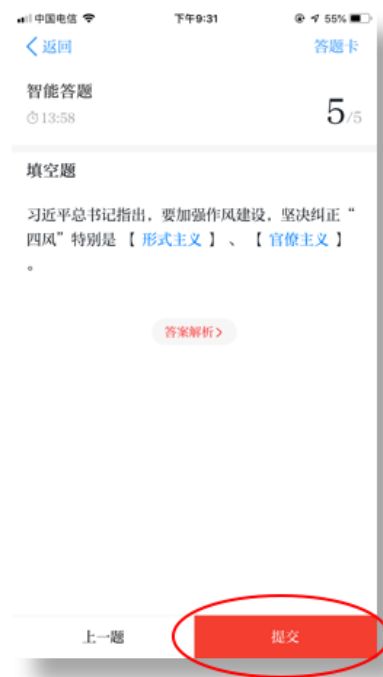 中国电信 下午9:31 55%
返回 答题卡
智能答题
13:58 5/5
填空题
习近平总书记指出，要加强作风建设，坚决纠正“
四风”特别是【 形式主义 】、【 官僚主义 】
。
答案解析>
上一题 提交